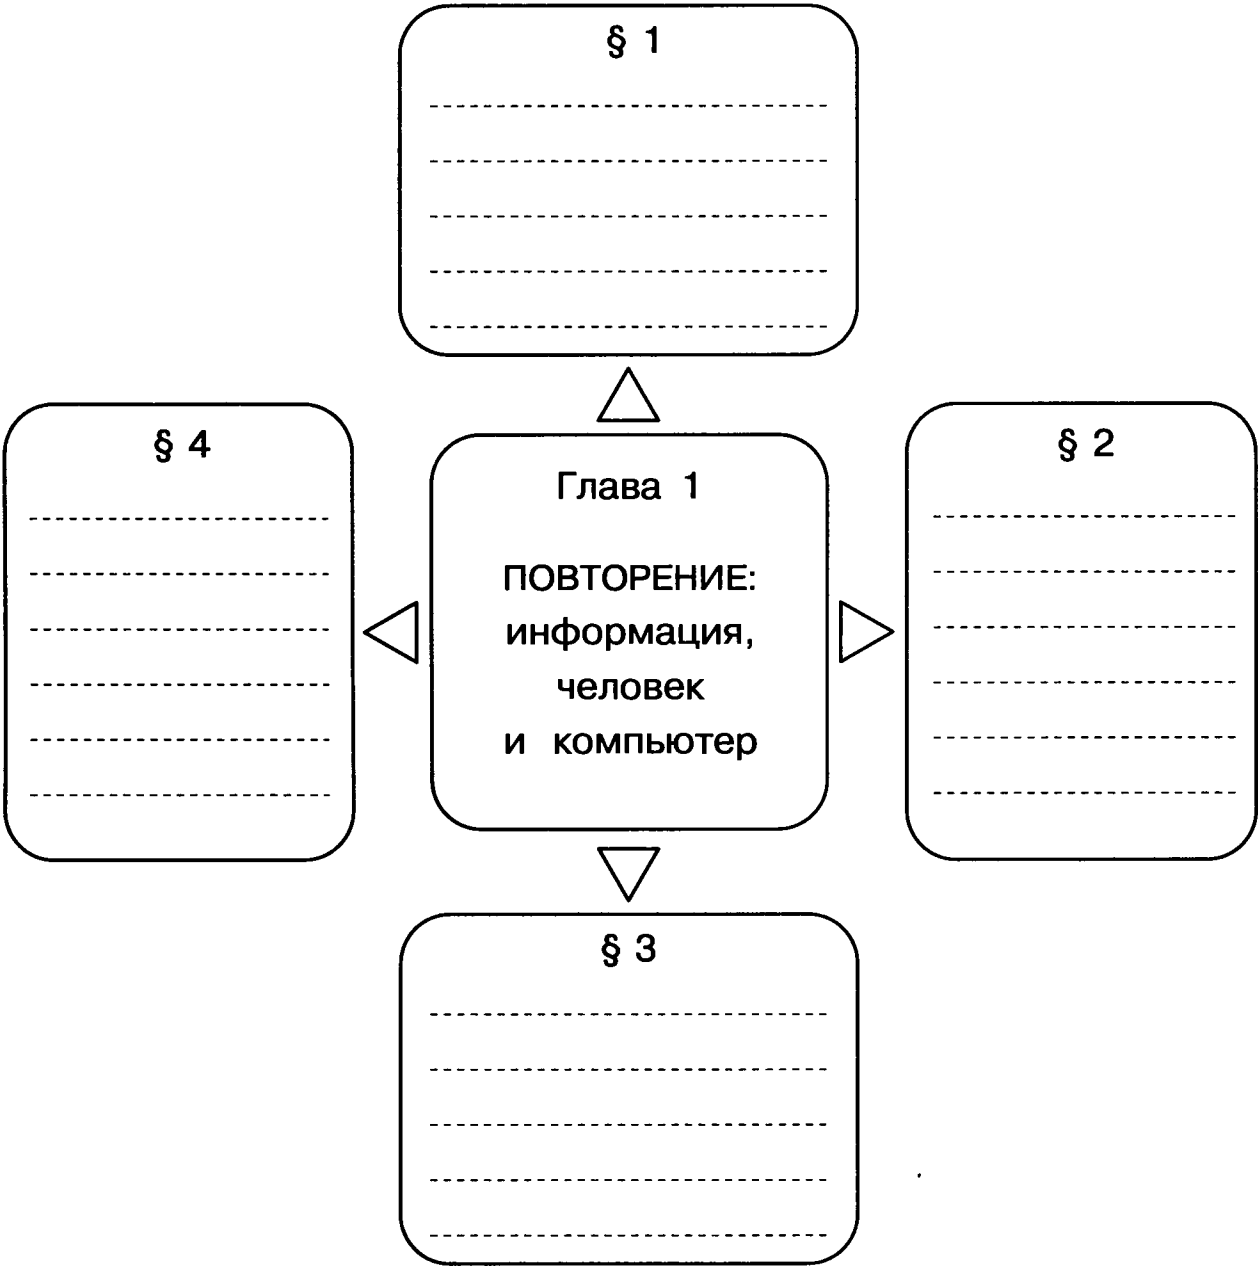 § 1
§ 4
§ 2
Глава 1
ПОВТОРЕНИЕ:
информация,
человек
и компьютер
§ 3